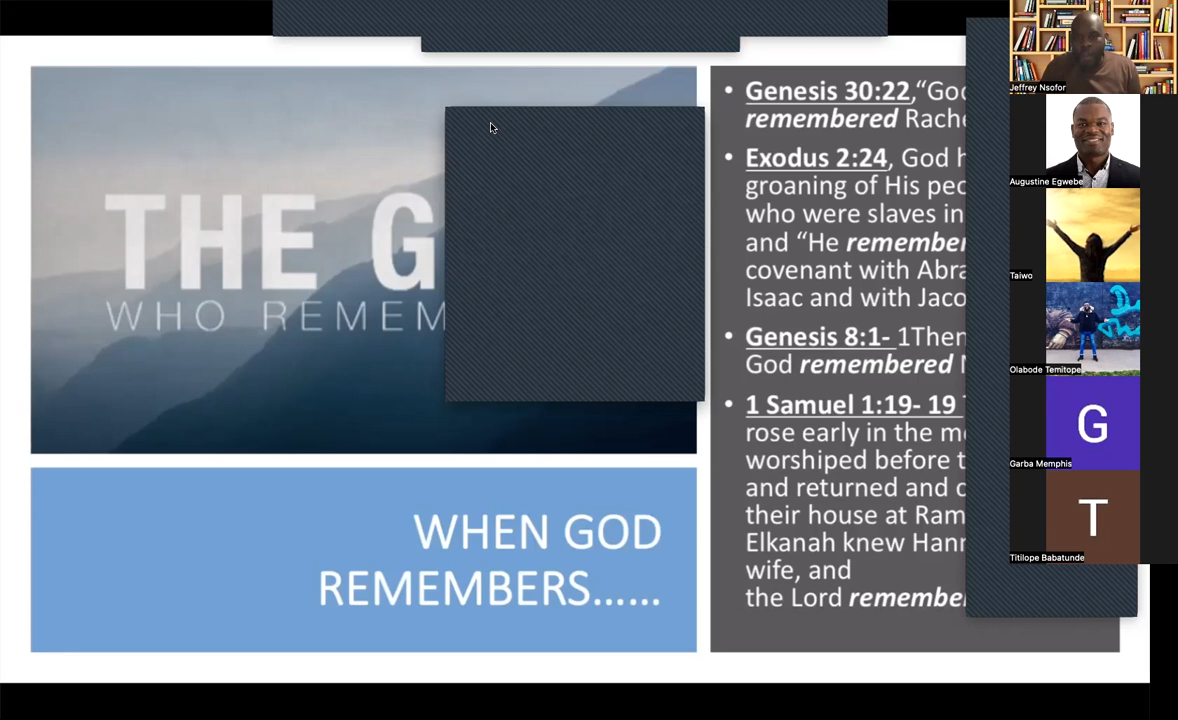 THE G
WHO REMEM
WHEN GOD
REMEMBERS......
• Genesis 30:22,“Goo
remembered Rache
• Exodus 2:24, God h
groaning of His peo
who were slaves in
and “He remember
covenant with Abra
Isaac and with Jaco
• Genesis 8:1- 1Then
God remembered N
• 1 Samuel 1:19- 19 T
rose early in the mo
worshiped before t
and returned and c
their house at Ram
Elkanah knew Hann
wife, and
the Lord remember
Jeffrey Nsofor
Augustine Egwebe
Taiwo
Olabode Temitope
G
Garba Memphis
T
Titilope Babatunde